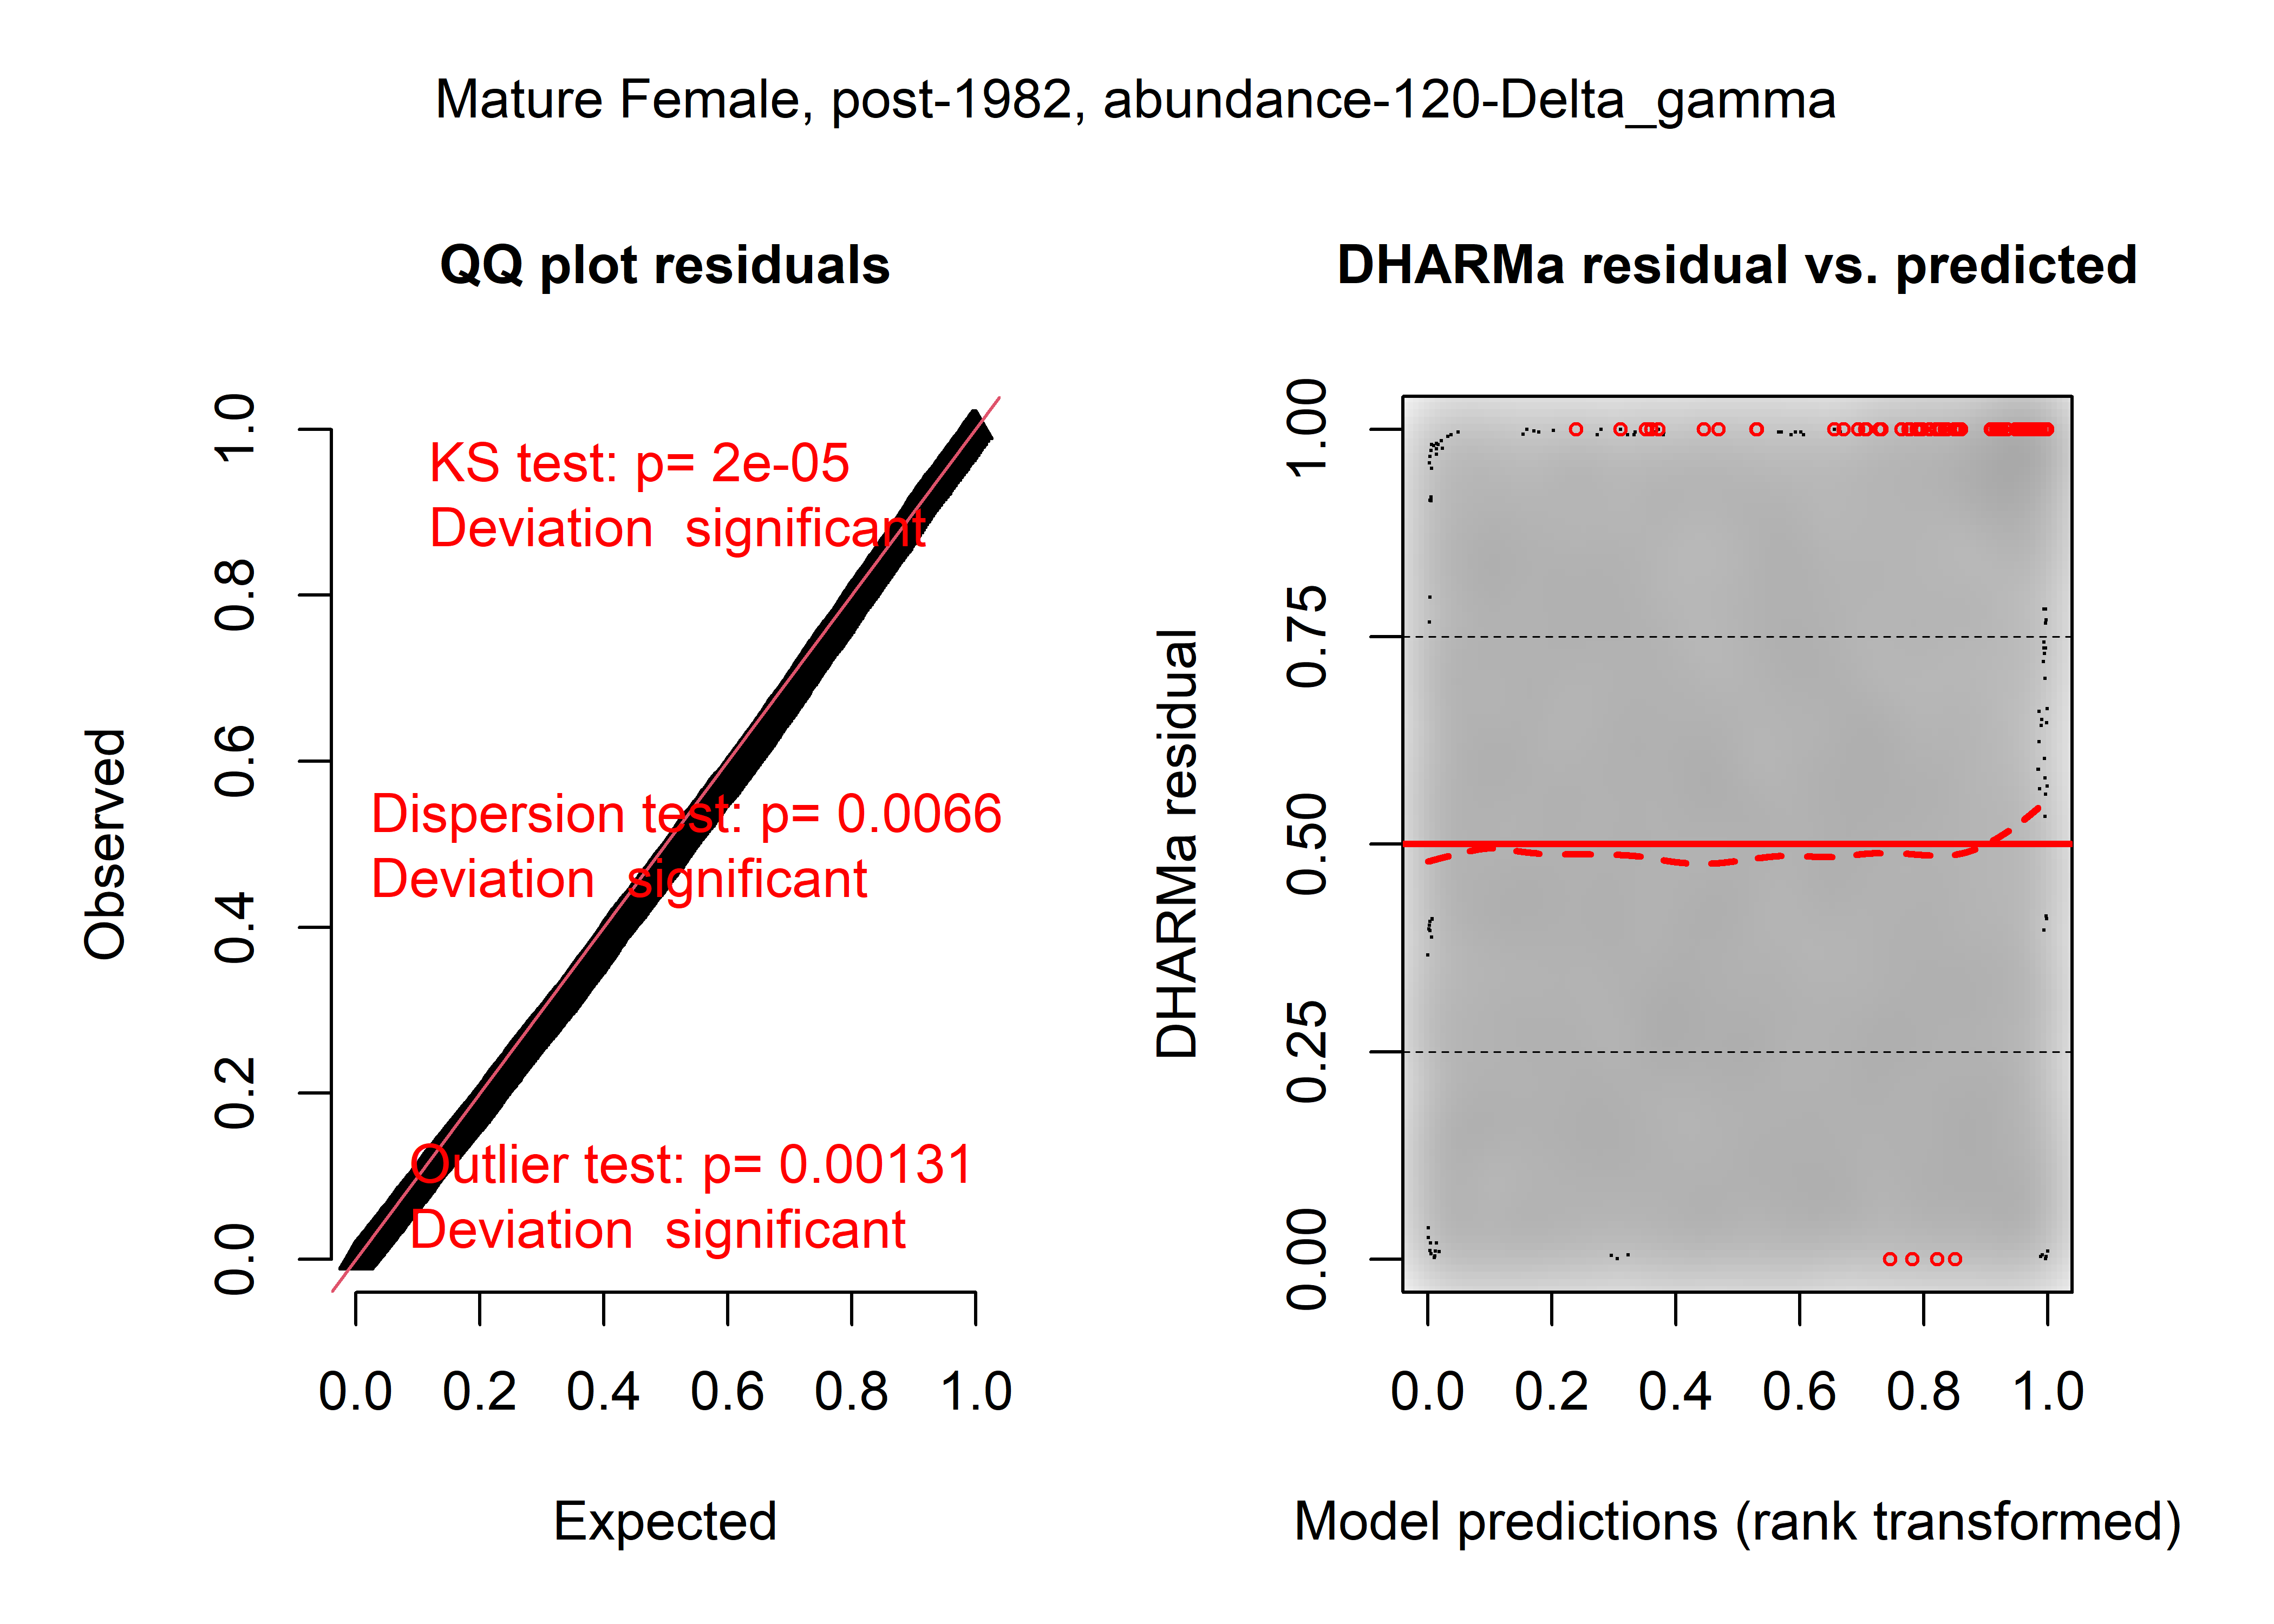 Mature Female, post-1982, abundance-120-Delta_gamma
QQ plot residuals
KS test: p= 2e-05
Deviation  significant
Dispersion test: p= 0.0066
Deviation  significant
Outlier test: p= 0.00131
Deviation  significant
Observed
0.0
0.2
0.4
0.6
0.8
1.0
0.0 0.2 0.4 0.6 0.8 1.0
Expected
DHARMa residual vs. predicted
DHARMa residual
0.00
0.25
0.50
0.75
1.00
0.0 0.2 0.4 0.6 0.8 1.0
Model predictions (rank transformed)